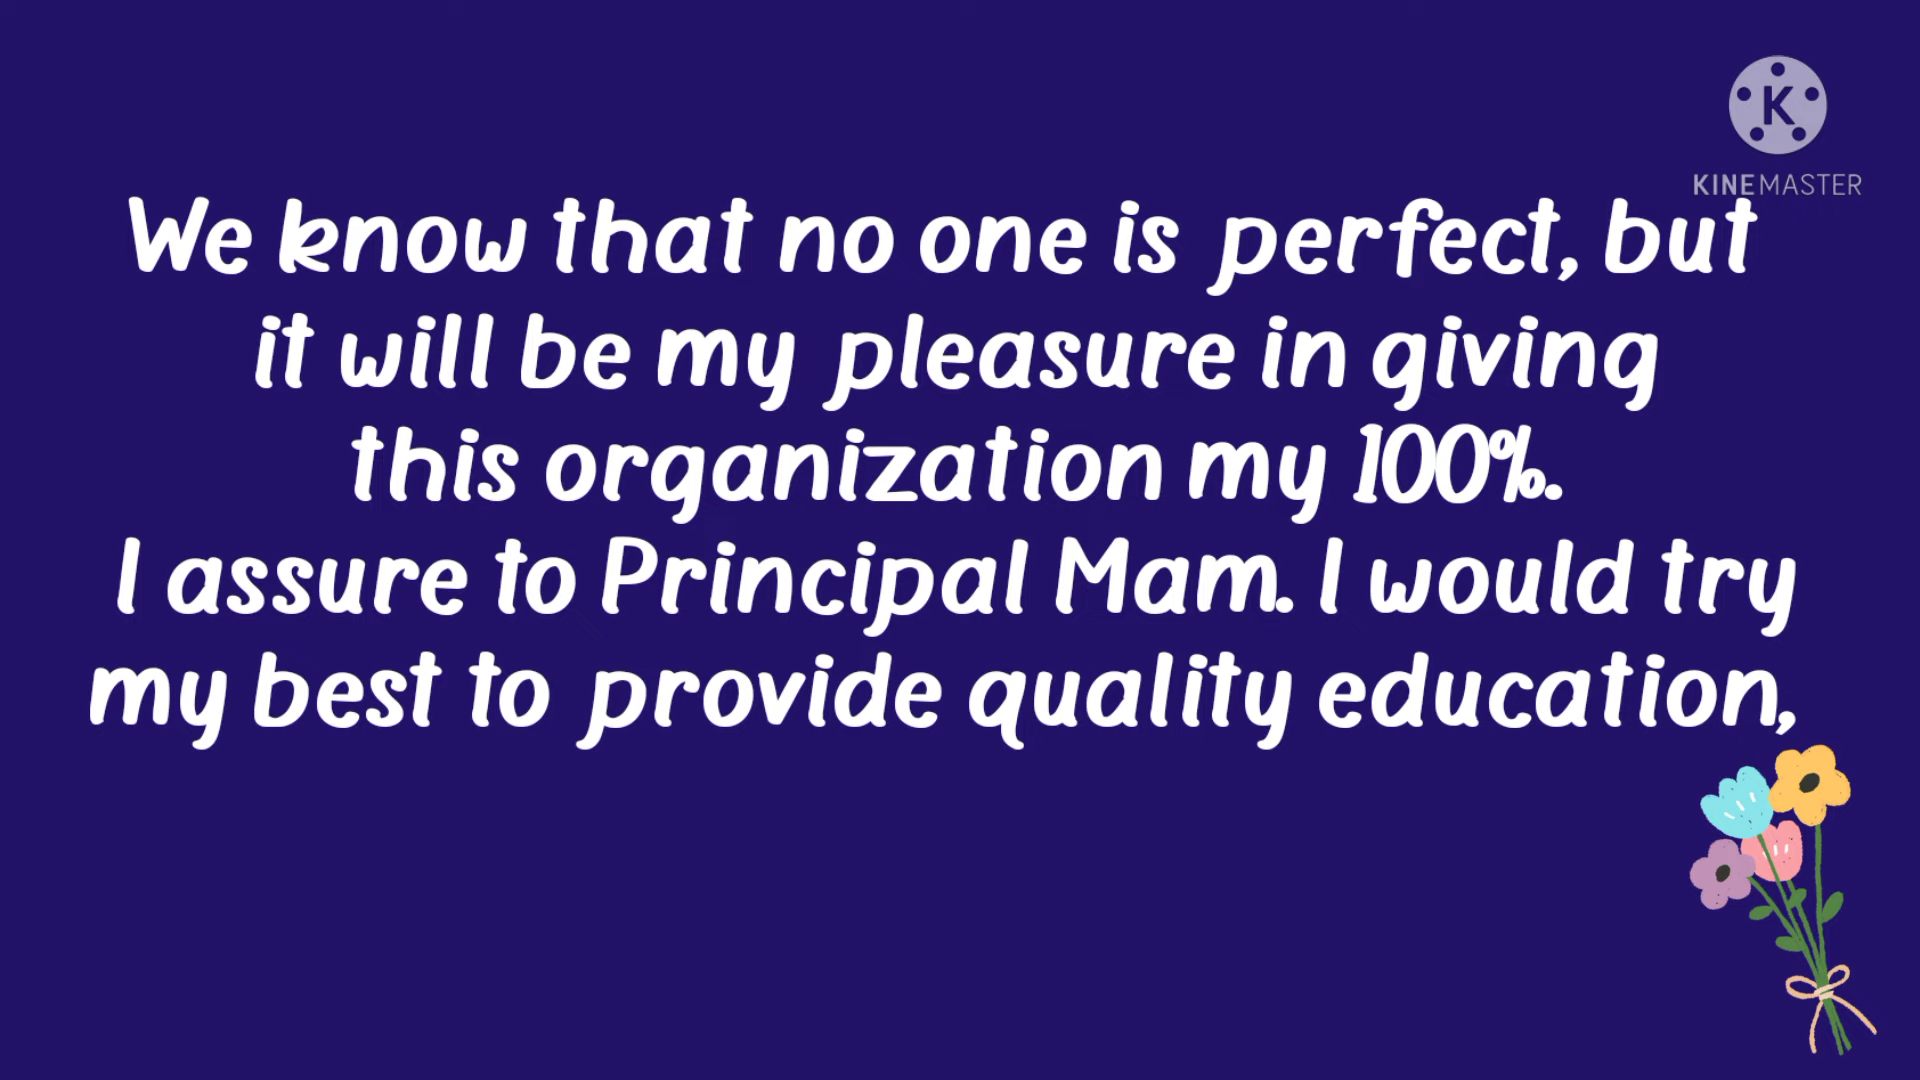 K
KINEMASTER
We know that no one is perfect, but
it will be my pleasure in giving
this organization my 100%.
I assure to Principal Mam. I would try
my best to provide quality education,